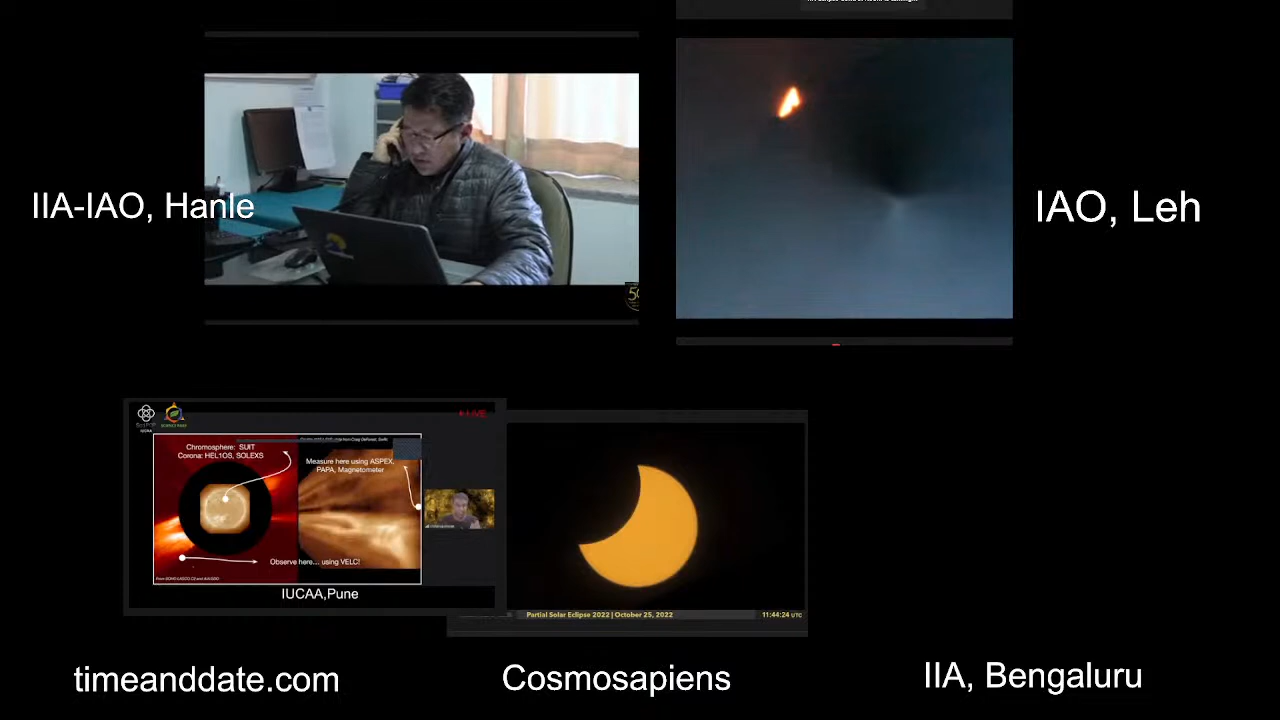 IIA-IAO, Hanle
IAO, Leh
LIVE
Chromosphere: SUIT
Corona: HEL1OS, SOLEXS
Measure here using ASPEX,
PAPA, Magnetometer
Observe here... using VELC!
IUCAA,Pune
Partial Solar Eclipse 2022 | October 25, 2022
11:44:24 UTC
timeanddate.com
Cosmosapiens
IIA, Bengaluru